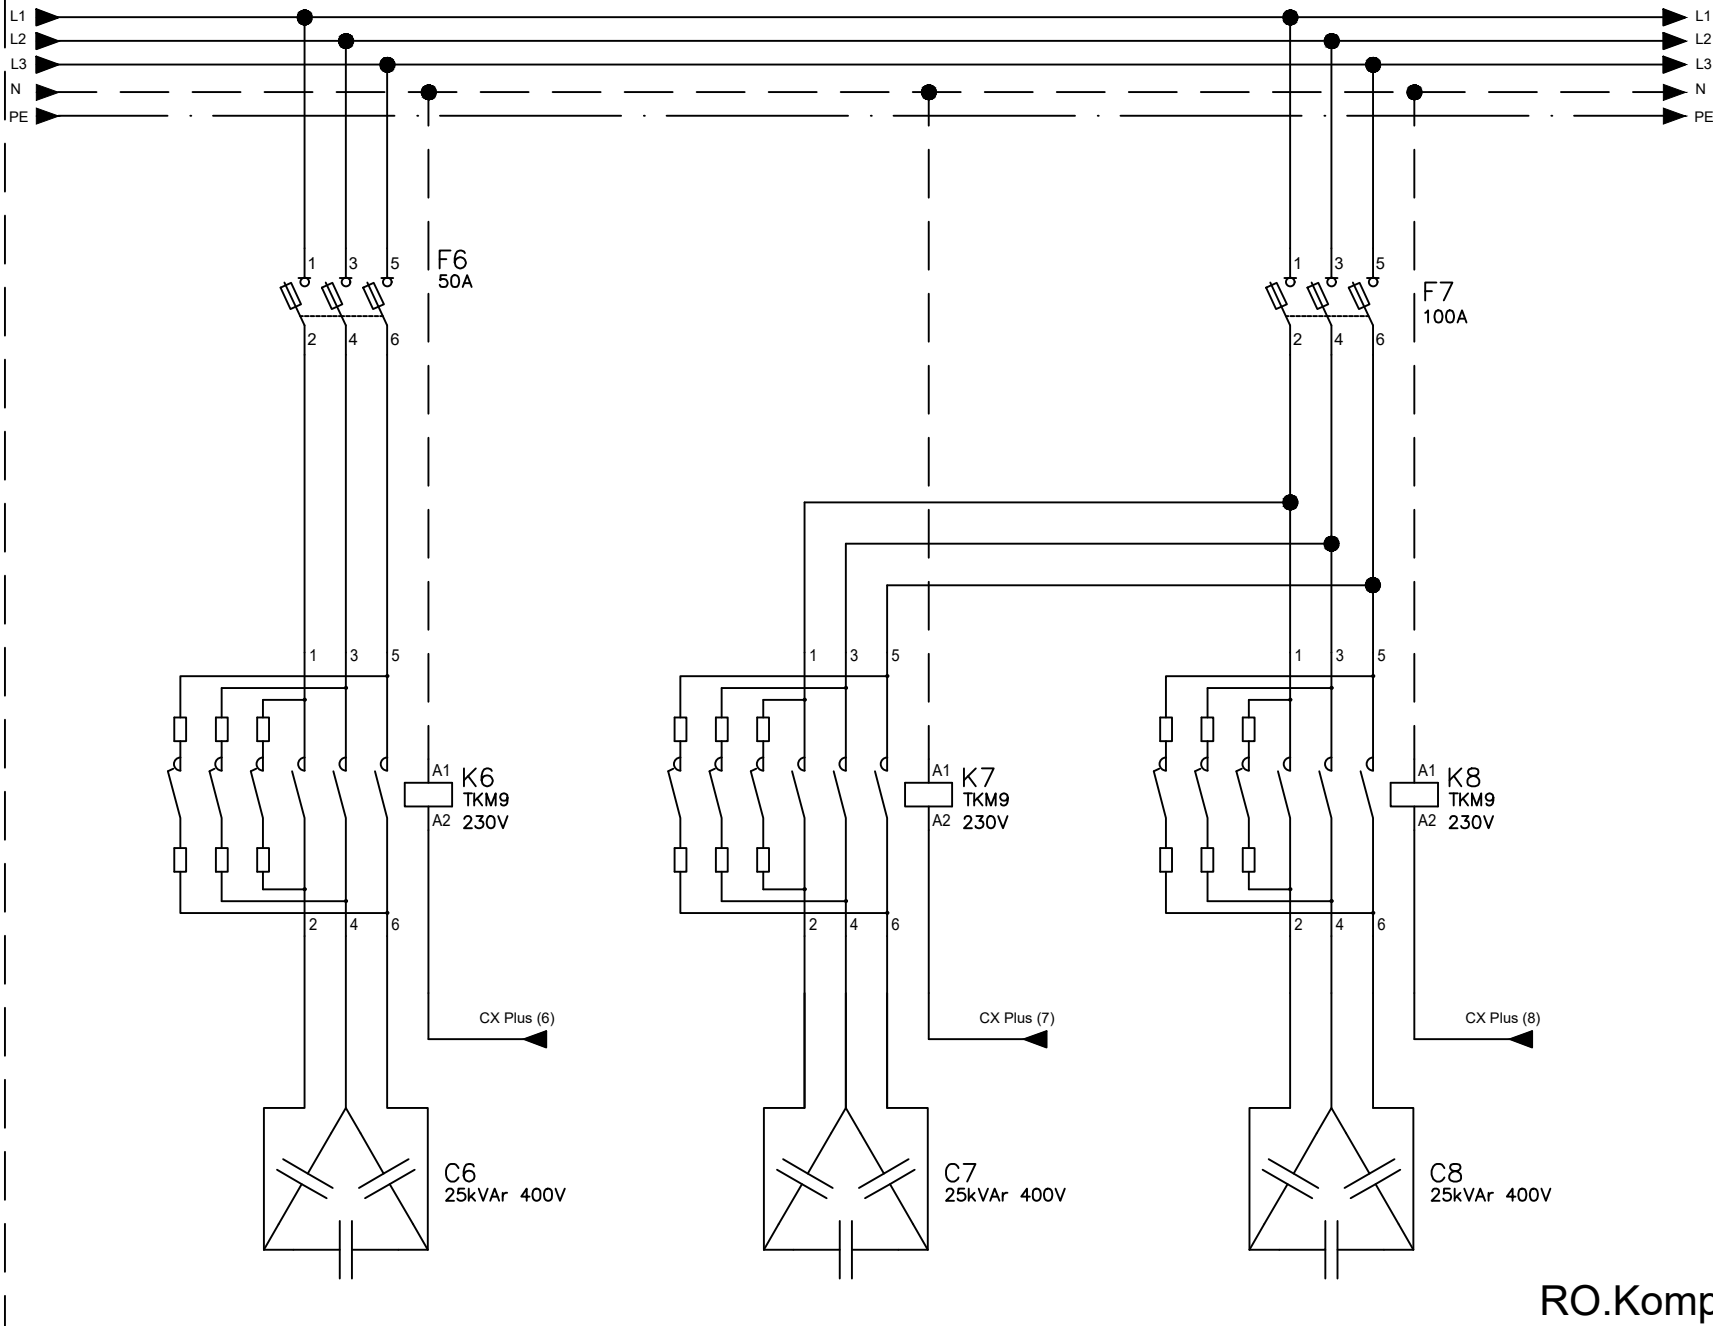 L1 L1
L2 L2
L3 L3
N N
PE PE
F6
50A
1 3 5
2 4 6
F7
100A
1 3 5
2 4 6
1 3 5 1 3 5 1 3 5
A1 K6 A1 K7 A1 K8
TKM9 TKM9 TKM9
A2 230V A2 230V A2 230V
2 4 6 2 4 6 2 4 6
CX Plus (6) CX Plus (7) CX Plus (8)
C6 C7 C8
25kVAr 400V 25kVAr 400V 25kVAr 400V
RO.Komp